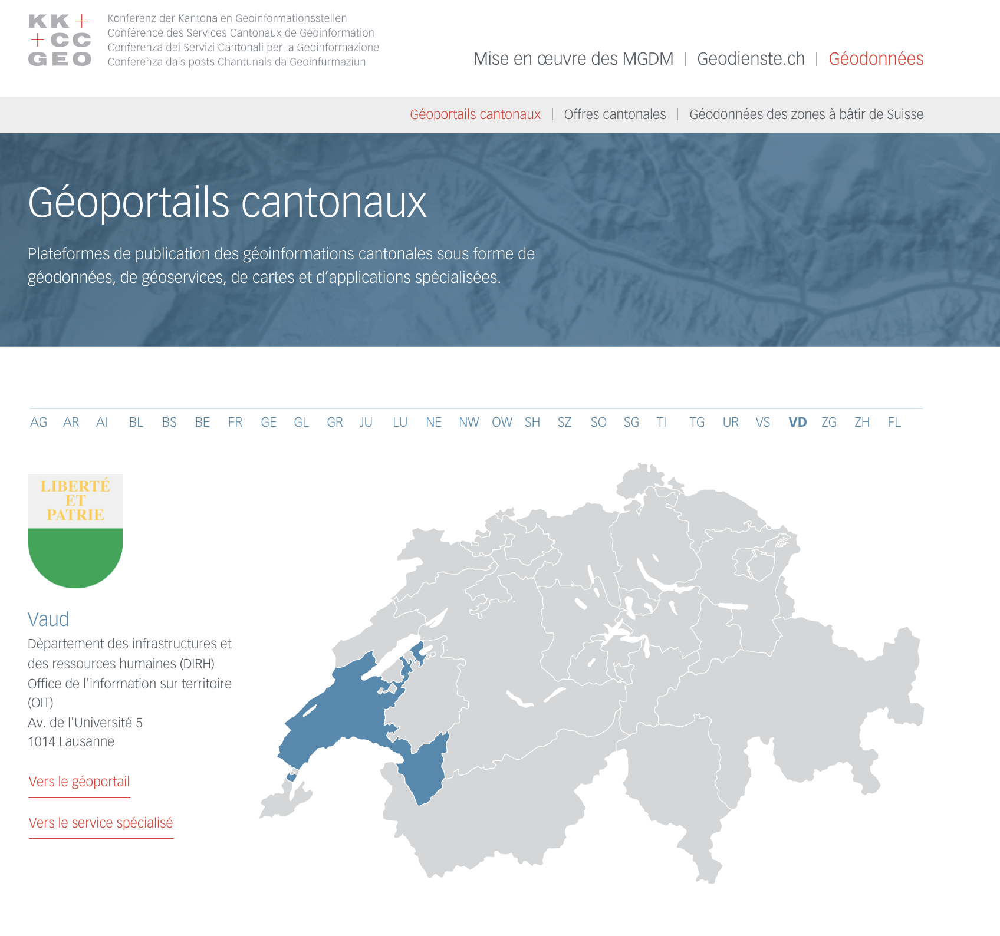 KK+
+CC
GEO
Konferenz der Kantonalen Geoinformationsstellen
Conférence des Services Cantonaux de Géoinformation
Conferenza dei Servizi Cantonali per la Geoinformazione
Conferenza dals posts Chantunals da Geoinfurmaziun
Mise en œuvre des MGDM | Geodienste.ch | Géodonnées
Géoportails cantonaux | Offres cantonales | Géodonnées des zones à bâtir de Suisse
Géoportails cantonaux
Plateformes de publication des géoinformations cantonales sous forme de
géodonnées, de géoservices, de cartes et d’applications spécialisées.
AG AR AI BL BS BE FR GE GL GR JU LU NE NW OW SH SZ SO SG TI TG UR VS VD ZG ZH FL
LIBERTÉ
ET
PATRIE
Vaud
Dèpartement des infrastructures et
des ressources humaines (DIRH)
Office de l'information sur territoire
(OIT)
Av. de l'Université 5
1014 Lausanne
Vers le géoportail
Vers le service spécialisé